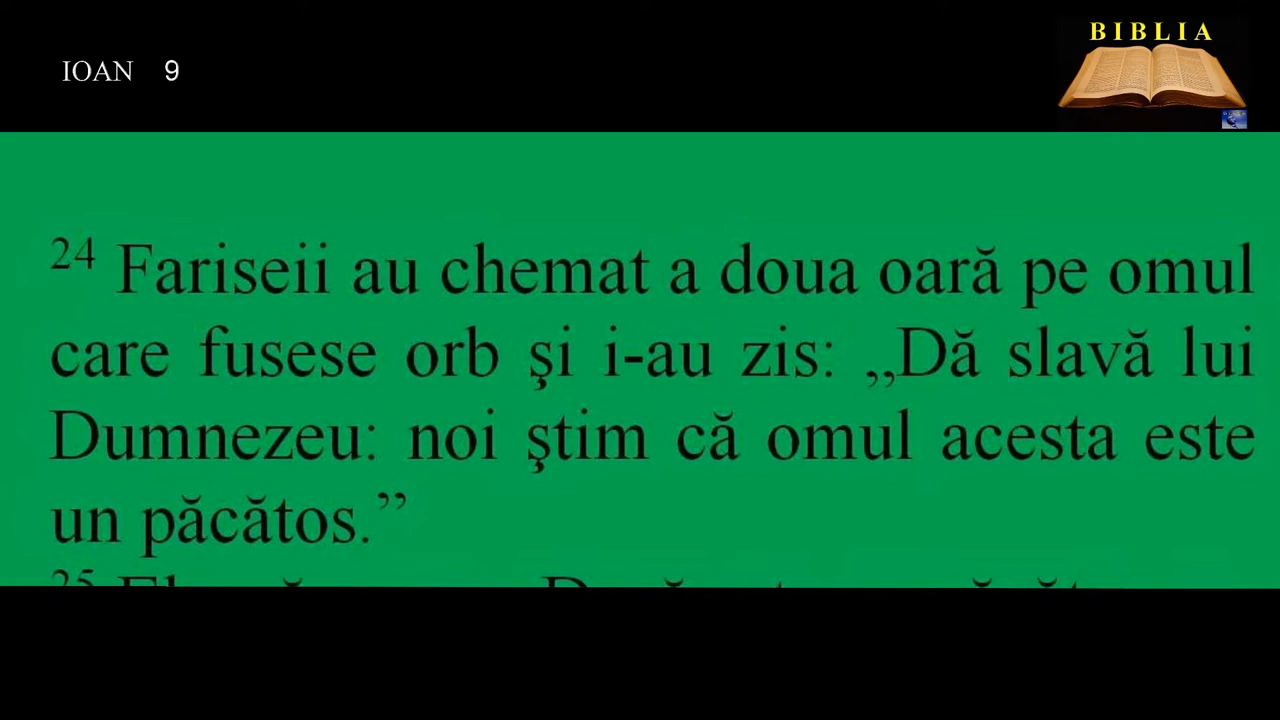 BIBLIA
IOAN 9
24 Fariseii au chemat a doua oară pe omul
care fusese orb şi i-au zis: „Dă slavă lui
Dumnezeu: noi ştim că omul acesta este
un păcătos.”
25